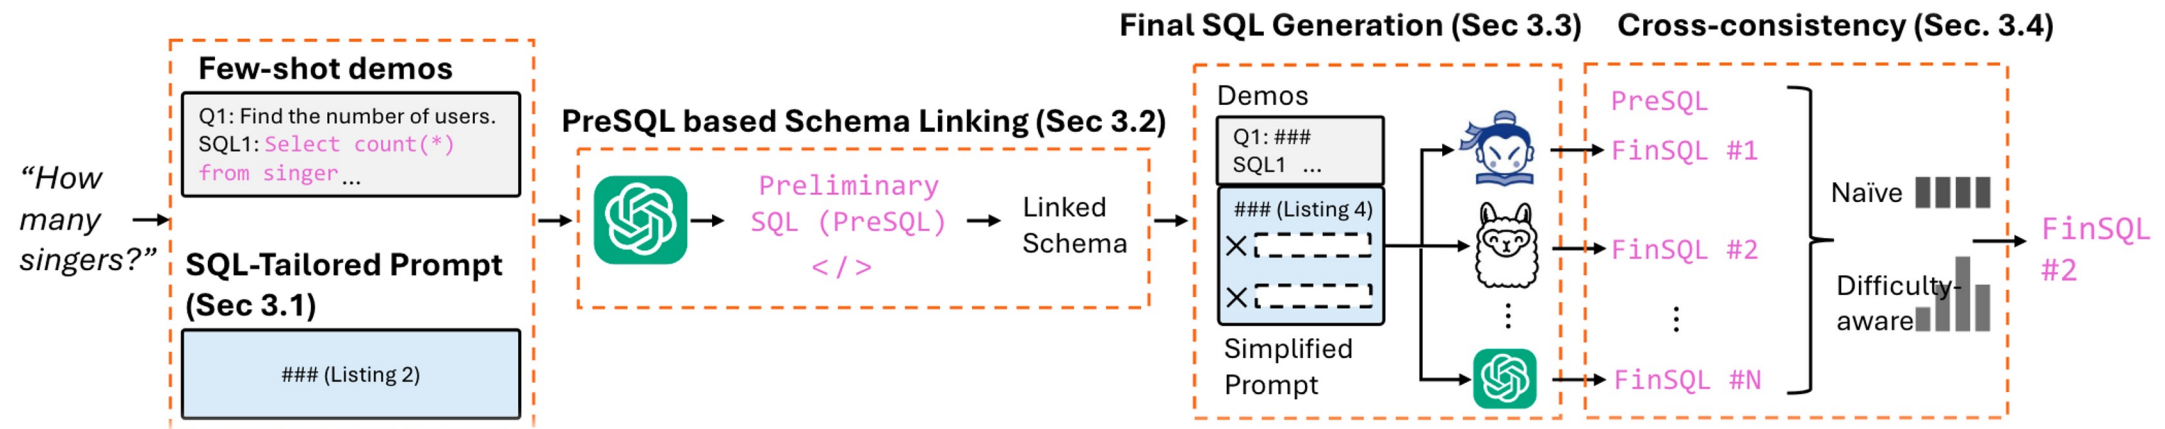 “How
many
singers?”
Few-shot demos
Q1: Find the number of users.
SQL1: Select count(*)
from singer ...
SQL-Tailored Prompt
(Sec 3.1)
### (Listing 2)
PreSQL based Schema Linking (Sec 3.2)
Preliminary
SQL (PreSQL)
</>
Linked
Schema
Final SQL Generation (Sec 3.3)
Demos
Q1: ###
SQL1 ...
### (Listing 4)
Simplified
Prompt
Cross-consistency (Sec. 3.4)
PreSQL
FinSQL #1
FinSQL #2
FinSQL #N
Naïve
Difficulty-
aware
FinSQL
#2